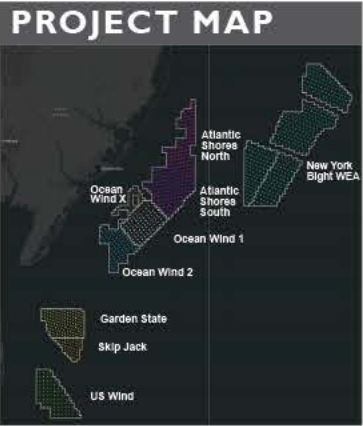 PROJECT MAP
Atlantic
Shores
North
New York
Bight WEA
Ocean
Wind X
Atlantic
Shores
South
Ocean Wind 1
Ocean Wind 2
Garden State
Skip Jack
US Wind